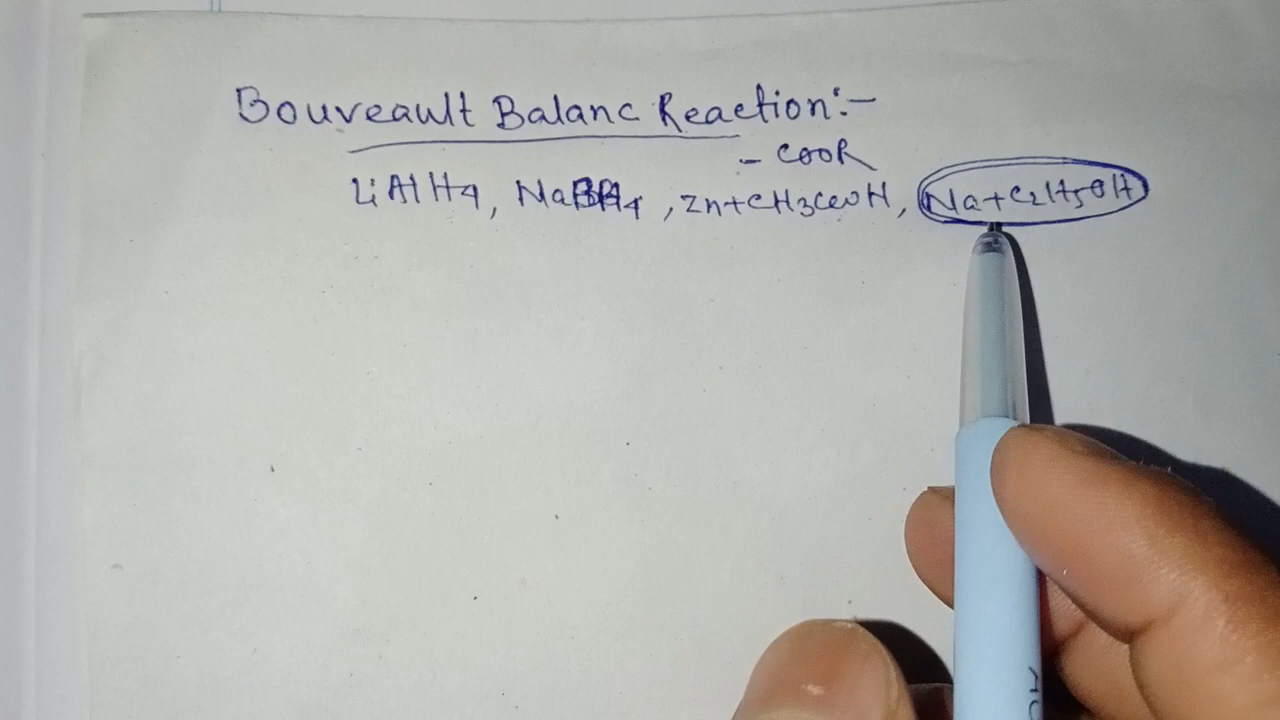 Bouveault Balanc Reaction:-
- COOR
LiAlH4, NaBH4, Zn+CH3COOH, Na+C2H5OH